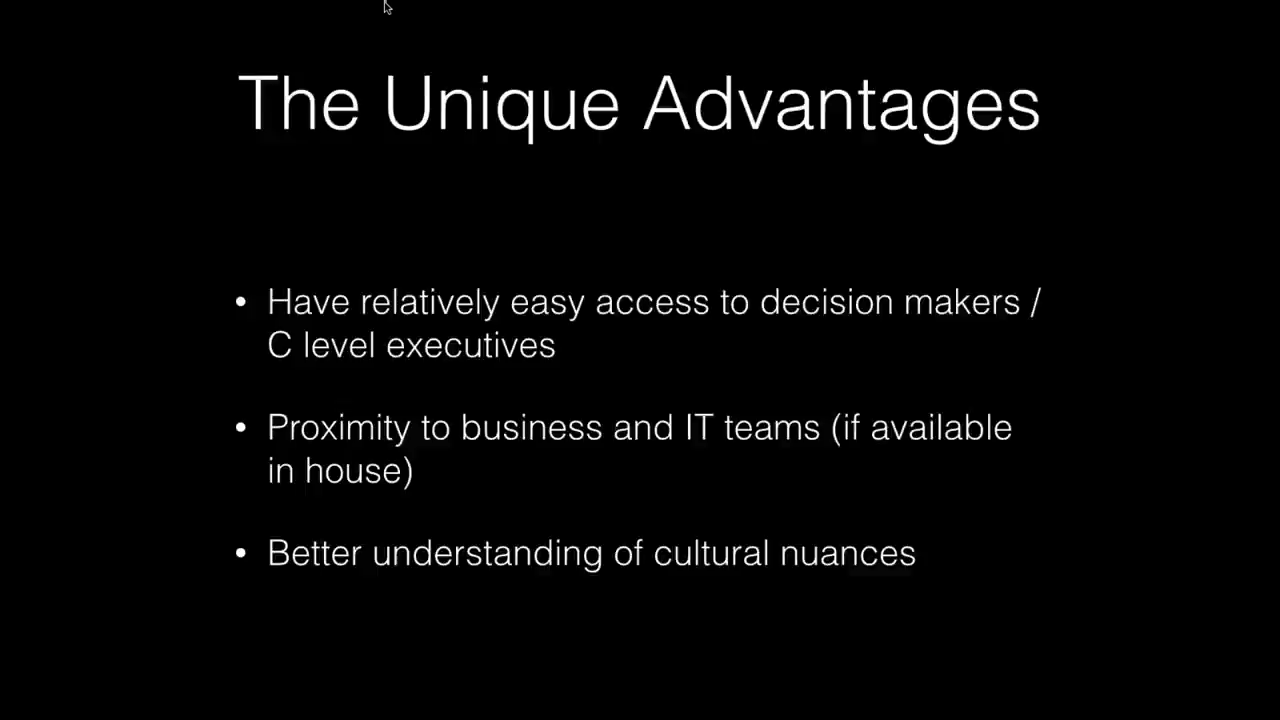 The Unique Advantages
• Have relatively easy access to decision makers /
C level executives
• Proximity to business and IT teams (if available
in house)
• Better understanding of cultural nuances